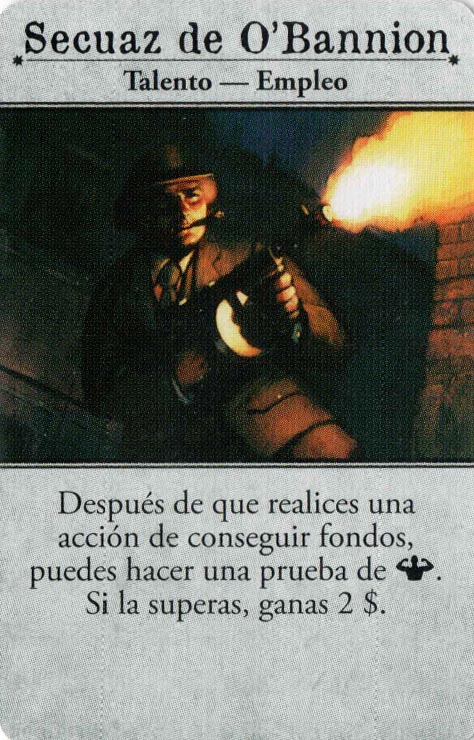 Secuaz de O'Bannion
Talento — Empleo
Después de que realices una
acción de conseguir fondos,
puedes hacer una prueba de .
Si la superas, ganas 2 $.